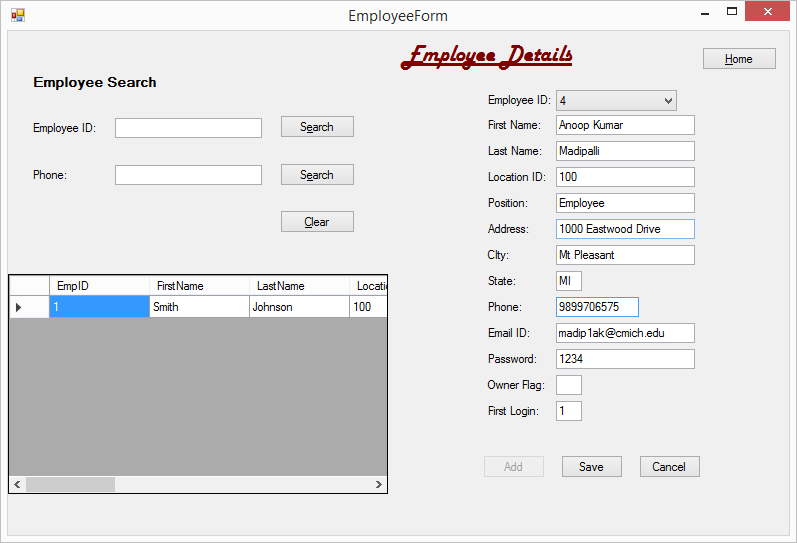 EmployeeForm
Employee Details
Home
Employee Search
Employee ID:
Search
Phone:
Search
Clear
EmpID FirstName LastName Locatio
1 Smith Johnson 100
Employee ID: 4
First Name: Anoop Kumar
Last Name: Madipalli
Location ID: 100
Position: Employee
Address: 1000 Eastwood Drive
CIty: Mt Pleasant
State: MI
Phone: 9899706575
Email ID: madip1ak@cmich.edu
Password: 1234
Owner Flag:
First Login: 1
Add Save Cancel